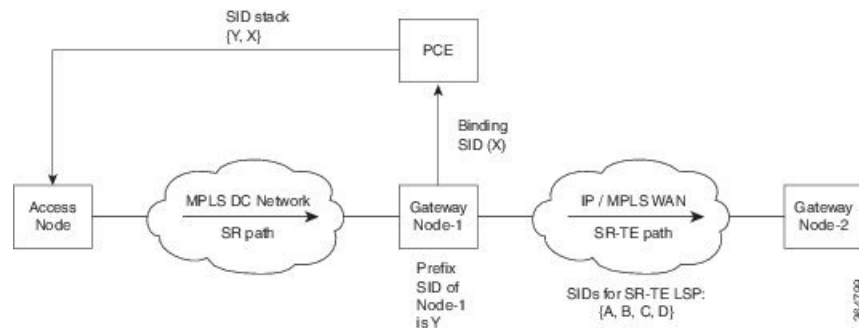 SID stack
{Y, X}
PCE
Binding
SID (X)
Access
Node
MPLS DC Network
SR path
Gateway
Node-1
IP / MPLS WAN
SR-TE path
Gateway
Node-2
Prefix
SID of
Node-1
is Y
SIDs for SR-TE LSP:
{A, B, C, D}